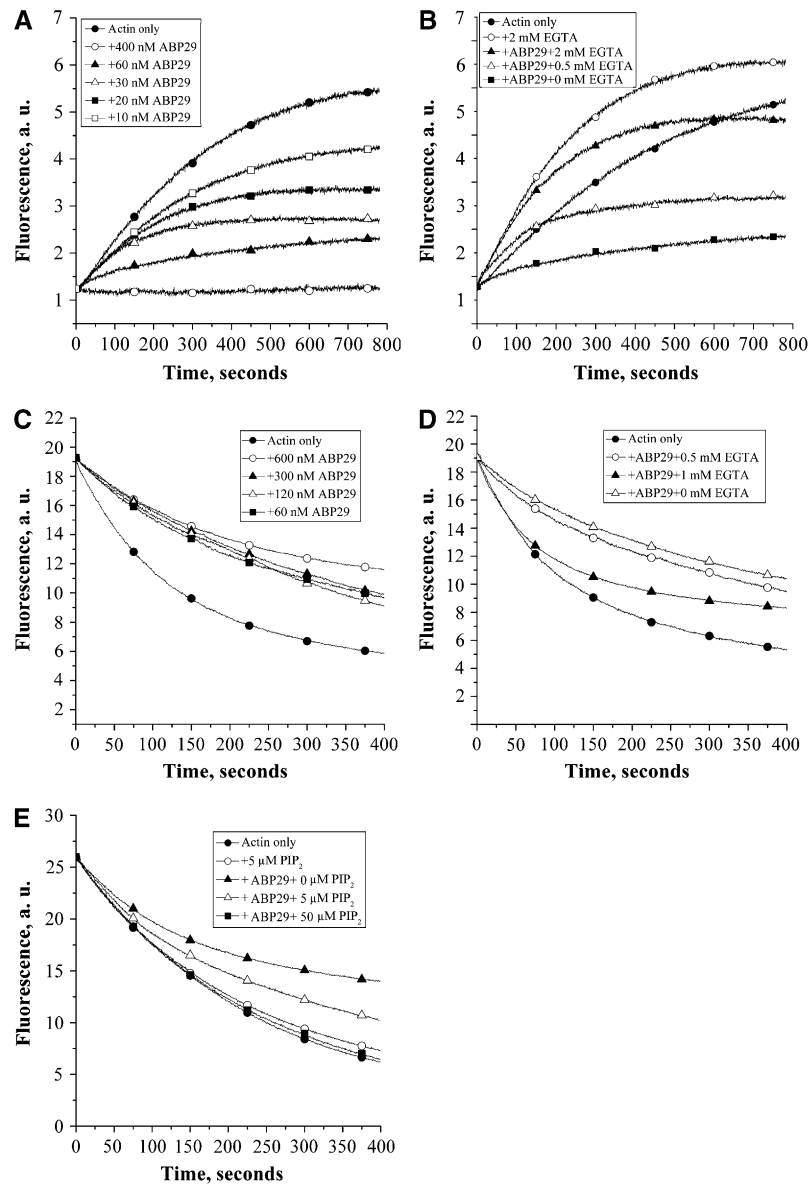 A
Fluorescence, a. u.
7
6
5
4
3
2
1
Actin only
+400 nM ABP29
+60 nM ABP29
+30 nM ABP29
+20 nM ABP29
+10 nM ABP29
0 100 200 300 400 500 600 700 800
Time, seconds
B
Fluorescence, a. u.
7
6
5
4
3
2
1
Actin only
+2 mM EGTA
+ABP29+2 mM EGTA
+ABP29+0.5 mM EGTA
+ABP29+0 mM EGTA
0 100 200 300 400 500 600 700 800
Time, seconds
C
Fluorescence, a. u.
22
20
18
16
14
12
10
8
6
4
2
Actin only
+600 nM ABP29
+300 nM ABP29
+120 nM ABP29
+60 nM ABP29
0 50 100 150 200 250 300 350 400
Time, seconds
D
Fluorescence, a. u.
22
20
18
16
14
12
10
8
6
4
2
Actin only
+ABP29+0.5 mM EGTA
+ABP29+1 mM EGTA
+ABP29+0 mM EGTA
0 50 100 150 200 250 300 350 400
Time, seconds
E
Fluorescence, a. u.
30
25
20
15
10
5
0
Actin only
+5 µM PIP₂
+ ABP29+ 0 µM PIP₂
+ ABP29+ 5 µM PIP₂
+ ABP29+ 50 µM PIP₂
0 50 100 150 200 250 300 350 400
Time, seconds